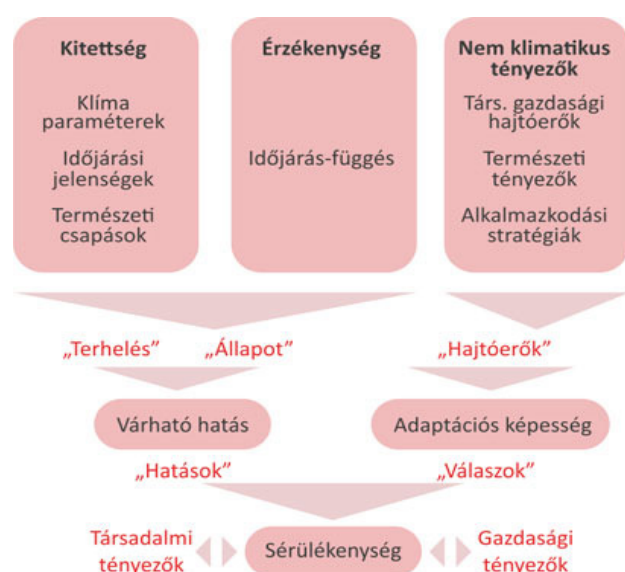 Kitettség
Klíma
paraméterek
Időjárási
jelenségek
Természeti
csapások
Érzékenység
Időjárás-függés
Nem klimatikus
tényezők
Társ. gazdasági
hajtóerők
Természeti
tényezők
Alkalmazkodási
stratégiák
„Terhelés”
„Állapot”
„Hajtóerők”
Várható hatás
Adaptációs képesség
„Hatások”
„Válaszok”
Társadalmi
tényezők
Sérülékenység
Gazdasági
tényezők